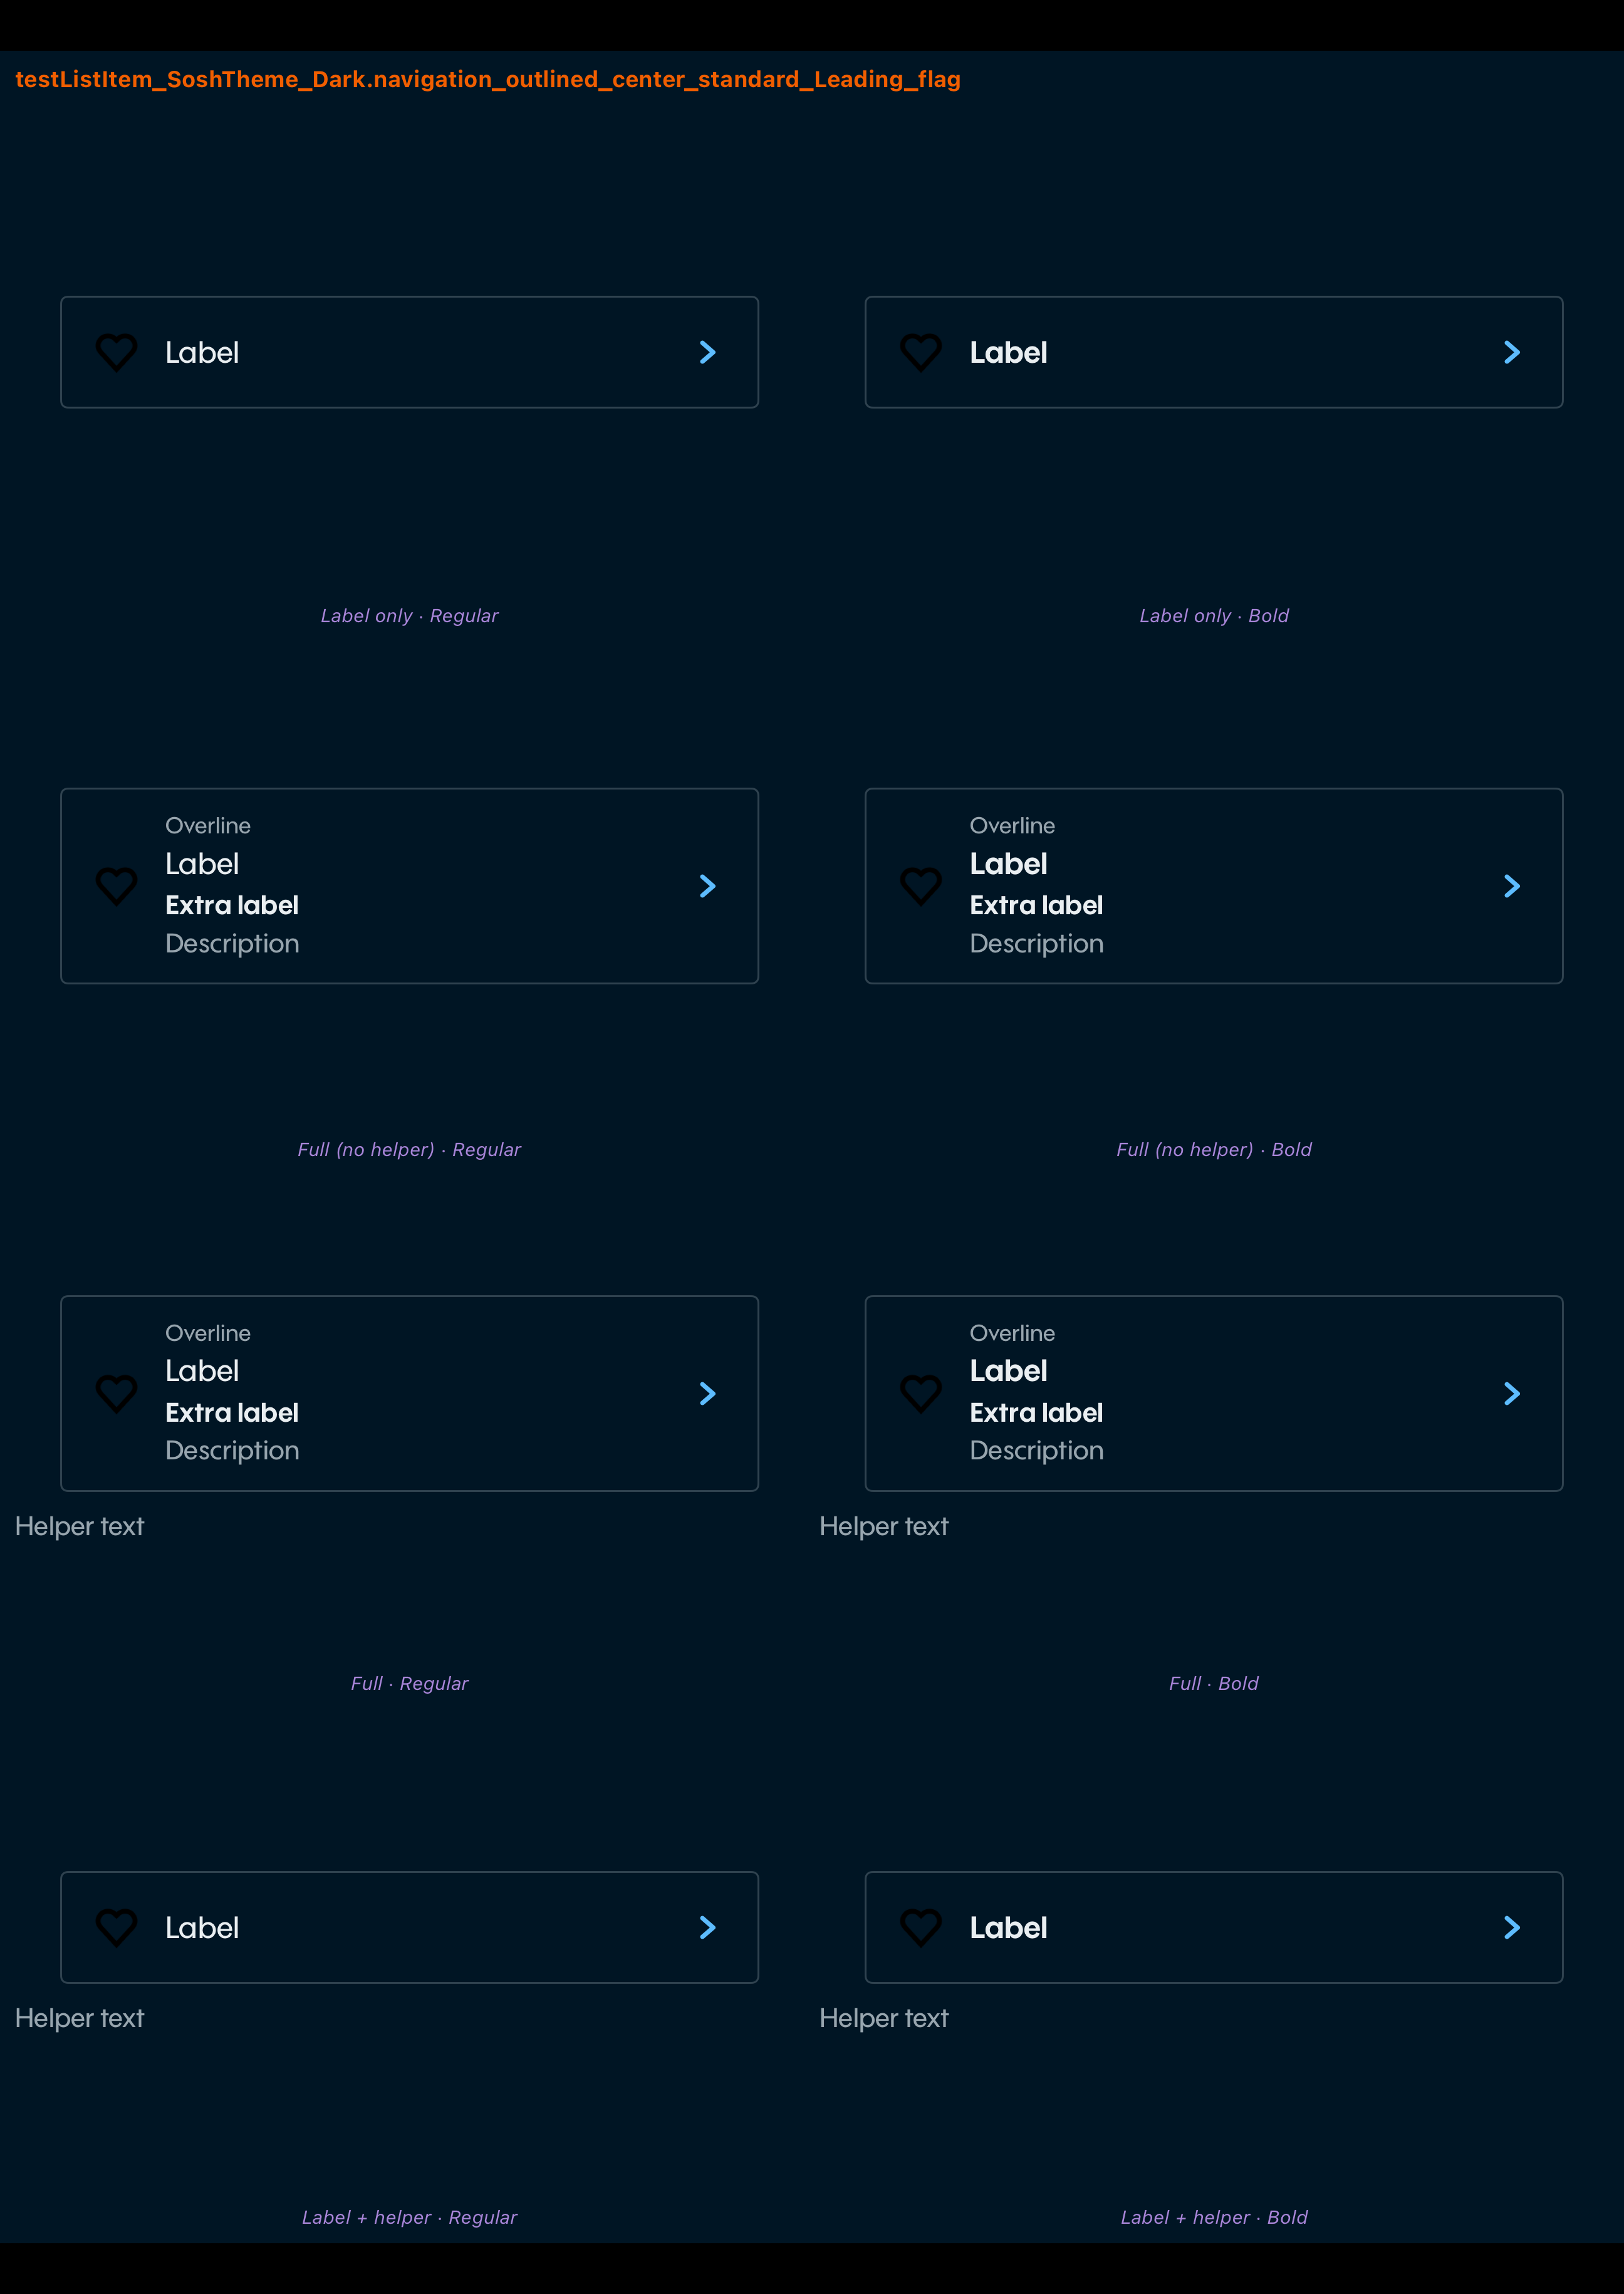 testListItem_SoshTheme_Dark.navigation_outlined_center_standard_Leading_flag
Label
Label
Label only · Regular
Label only · Bold
Overline
Label
Extra label
Description
Overline
Label
Extra label
Description
Full (no helper) · Regular
Full (no helper) · Bold
Overline
Label
Extra label
Description
Helper text
Overline
Label
Extra label
Description
Helper text
Full · Regular
Full · Bold
Label
Helper text
Label
Helper text
Label + helper · Regular
Label + helper · Bold